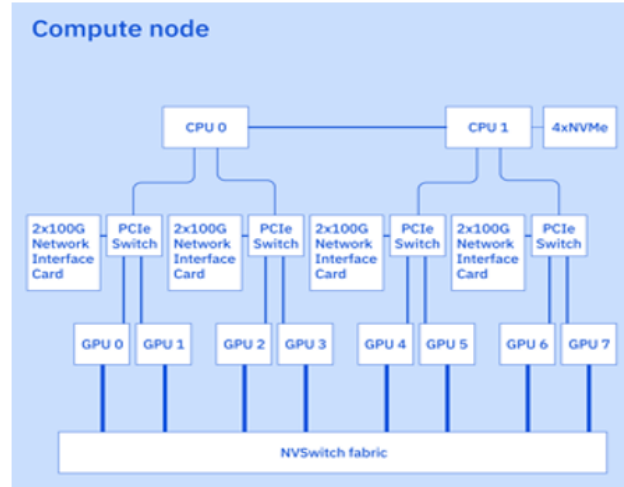 Compute node
CPU 0
CPU 1
4xNVMe
2x100G
Network
Interface
Card
PCIe
Switch
2x100G
Network
Interface
Card
PCIe
Switch
2x100G
Network
Interface
Card
PCIe
Switch
2x100G
Network
Interface
Card
PCIe
Switch
GPU 0
GPU 1
GPU 2
GPU 3
GPU 4
GPU 5
GPU 6
GPU 7
NVSwitch fabric